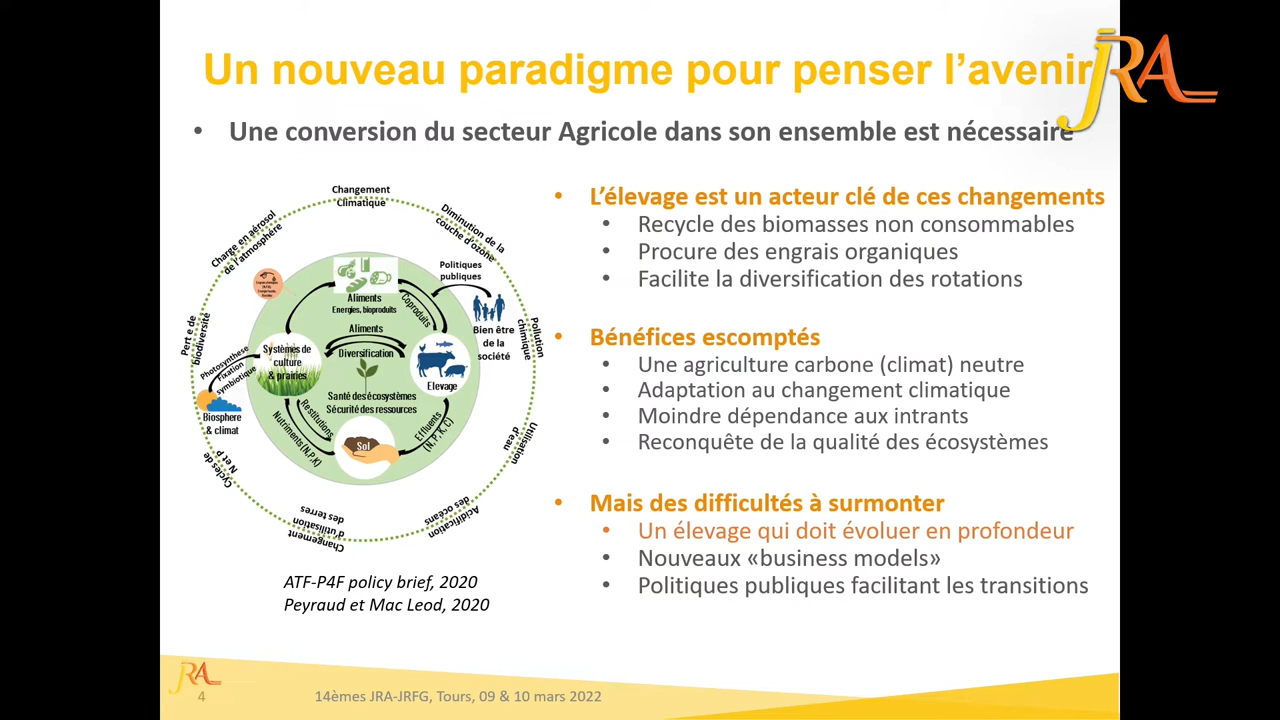 Un nouveau paradigme pour penser l’avenir
JRA
• Une conversion du secteur Agricole dans son ensemble est nécessaire
Changement
Climatique
Diminution de la
couche d'ozone
Pollution
chimique
Utilisation
d'eau
Acidification
des océans
Changement
d'utilisation
des terres
Cycles de
N et P
Pert e de
biodiversité
Charge en aérosol
de l'atmosphère
Politiques
publiques
Aliments
Energies, bioproduits
Coproduits
Bien être
de la
société
Aliments
Diversification
Systèmes de
culture
& prairies
Elevage
Photosynthese
Fixation
symbiotique
Biosphere
& climat
Santé des écosystèmes
Sécurité des ressources
Restitutions
Nutriments (N,P,K)
Sol
Effluents
(N, P, K, C)
ATF-P4F policy brief, 2020
Peyraud et Mac Leod, 2020
• L’élevage est un acteur clé de ces changements
• Recycle des biomasses non consommables
• Procure des engrais organiques
• Facilite la diversification des rotations
• Bénéfices escomptés
• Une agriculture carbone (climat) neutre
• Adaptation au changement climatique
• Moindre dépendance aux intrants
• Reconquête de la qualité des écosystèmes
• Mais des difficultés à surmonter
• Un élevage qui doit évoluer en profondeur
• Nouveaux «business models»
• Politiques publiques facilitant les transitions
JRA
4
14èmes JRA-JRFG, Tours, 09 & 10 mars 2022